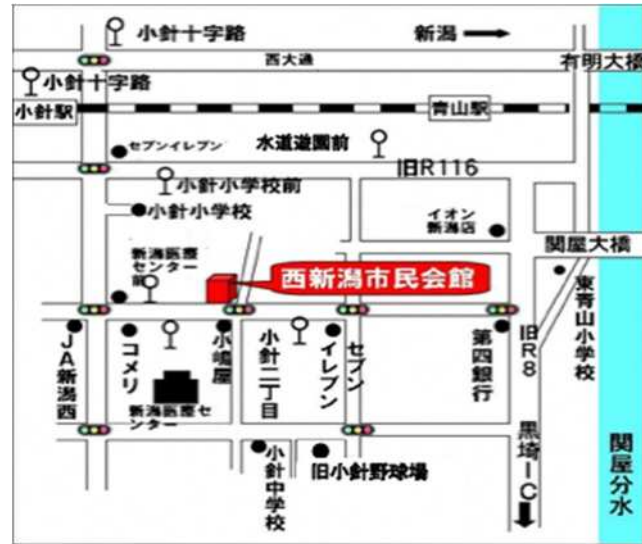 小針十字路
新潟
西大通
有明大橋
小針十字路
小針駅
青山駅
セブンイレブン
水道遊園前
旧R116
小針小学校前
小針小学校
イオン
新潟店
関屋大橋
新潟医療
センター
前
西新潟市民会館
東青山小学校
JA新潟西
コメリ
小嶋屋
小針二丁目
セブン
イレブン
第四銀行
旧R8
新潟医療セ
ンター
黒埼IC
関屋分水
小針中学校
旧小針野球場